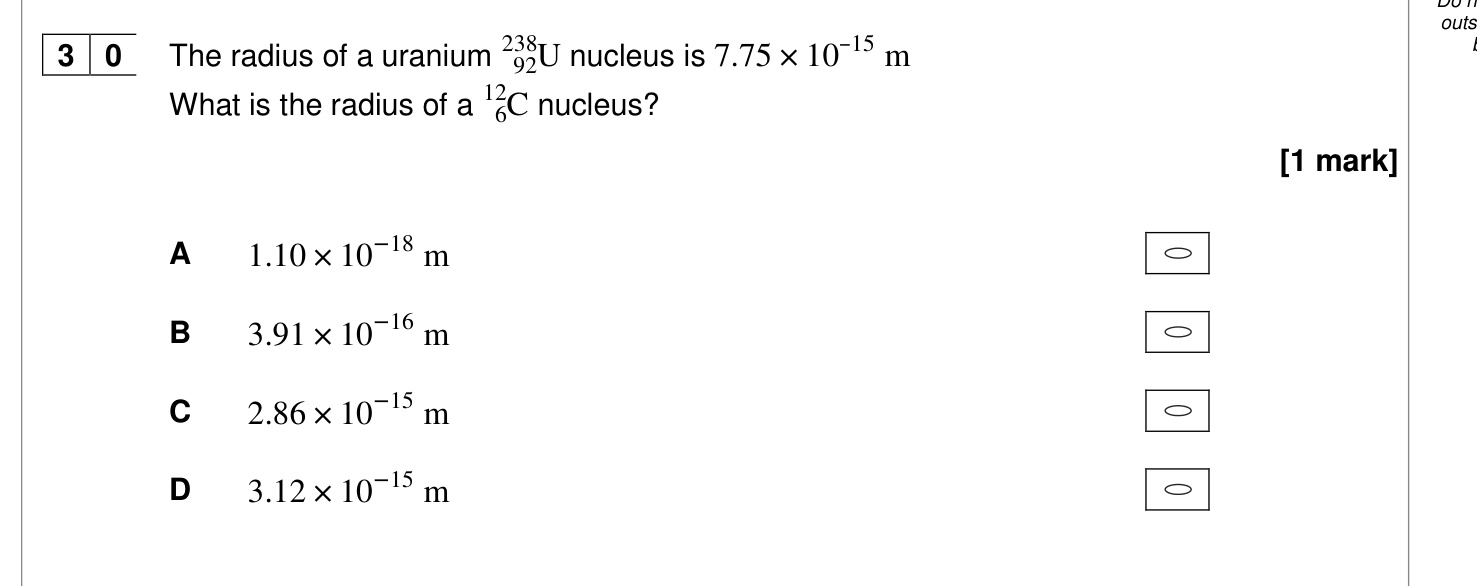 Do n
outs
b
3 0 The radius of a uranium ²³⁸₉₂U nucleus is 7.75 × 10⁻¹⁵ m
What is the radius of a ¹²₆C nucleus?
[1 mark]
A 1.10 × 10⁻¹⁸ m
B 3.91 × 10⁻¹⁶ m
C 2.86 × 10⁻¹⁵ m
D 3.12 × 10⁻¹⁵ m